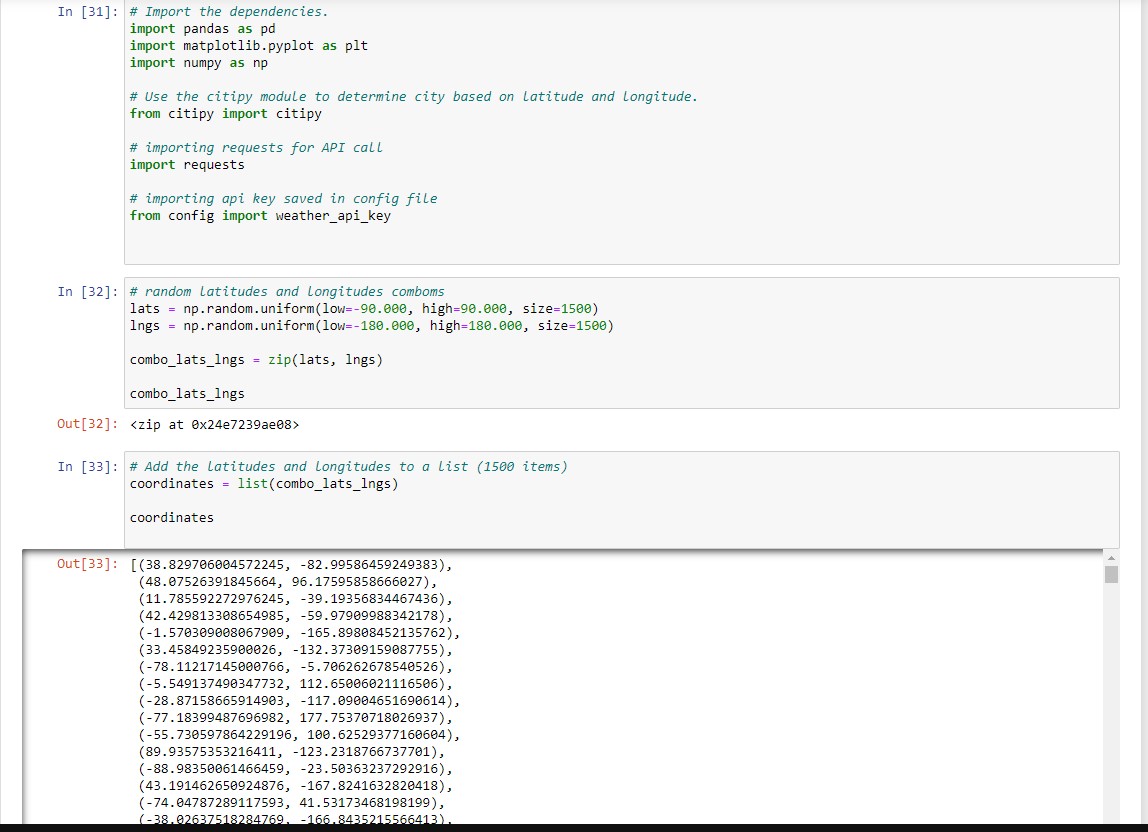 In [31]: # Import the dependencies.
import pandas as pd
import matplotlib.pyplot as plt
import numpy as np
# Use the citipy module to determine city based on latitude and longitude.
from citipy import citipy
# importing requests for API call
import requests
# importing api key saved in config file
from config import weather_api_key
In [32]: # random latitudes and longitudes comboms
lats = np.random.uniform(low=-90.000, high=90.000, size=1500)
lngs = np.random.uniform(low=-180.000, high=180.000, size=1500)
combo_lats_lngs = zip(lats, lngs)
combo_lats_lngs
Out[32]: <zip at 0x24e7239ae08>
In [33]: # Add the latitudes and longitudes to a list (1500 items)
coordinates = list(combo_lats_lngs)
coordinates
Out[33]: [(38.829706004572245, -82.99586459249383),
(48.07526391845664, 96.17595858666027),
(11.785592272976245, -39.19356834467436),
(42.429813308654985, -59.97909988342178),
(-1.570309008067909, -165.89808452135762),
(33.45849235900026, -132.37309159087755),
(-78.11217145000766, -5.706262678540526),
(-5.549137490347732, 112.65006021116506),
(-28.87158665914903, -117.09004651690614),
(-77.18399487696982, 177.75370718026937),
(-55.730597864229196, 100.62529377160604),
(89.93575353216411, -123.2318766737701),
(-88.98350061466459, -23.50363237292916),
(43.191462650924876, -167.8241632820418),
(-74.04787289117593, 41.53173468198199),
(-38.02637518284769, -166.8435215566413),